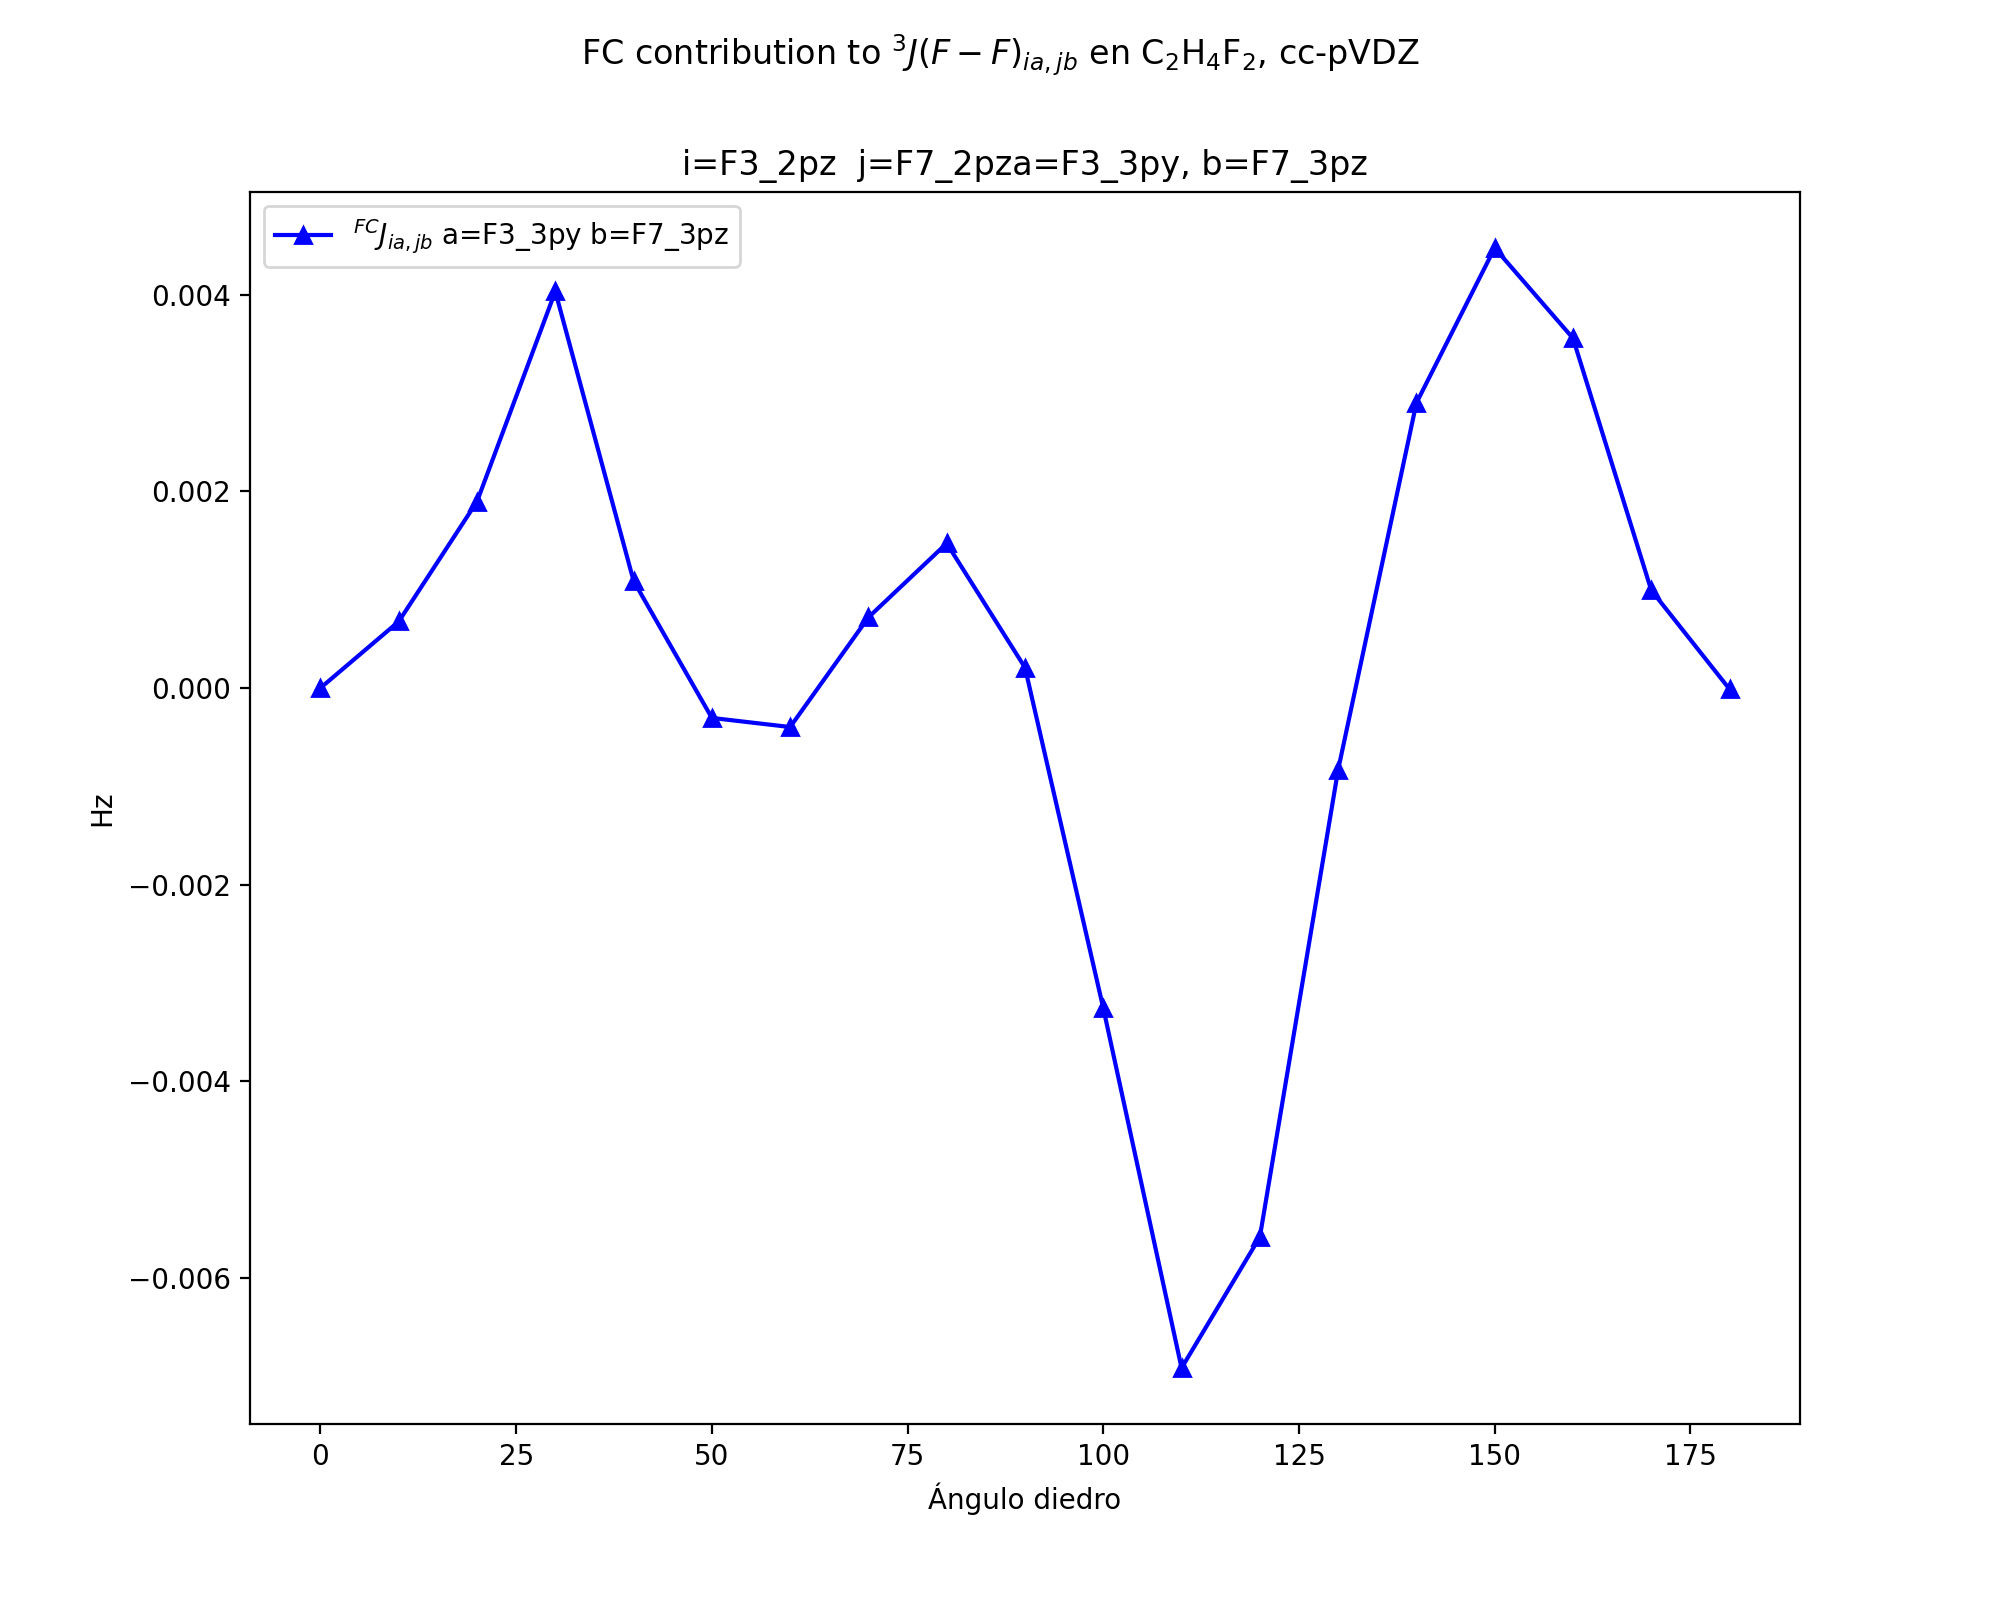 FC contribution to ³J(F − F)ᵢₐ,ⱼb en C₂H₄F₂, cc-pVDZ
i=F3_2pz  j=F7_2pza=F3_3py, b=F7_3pz
ᶠᶜJᵢₐ,ⱼb a=F3_3py b=F7_3pz
0.004
0.002
0.000
−0.002
−0.004
−0.006
Hz
0 25 50 75 100 125 150 175
Ángulo diedro